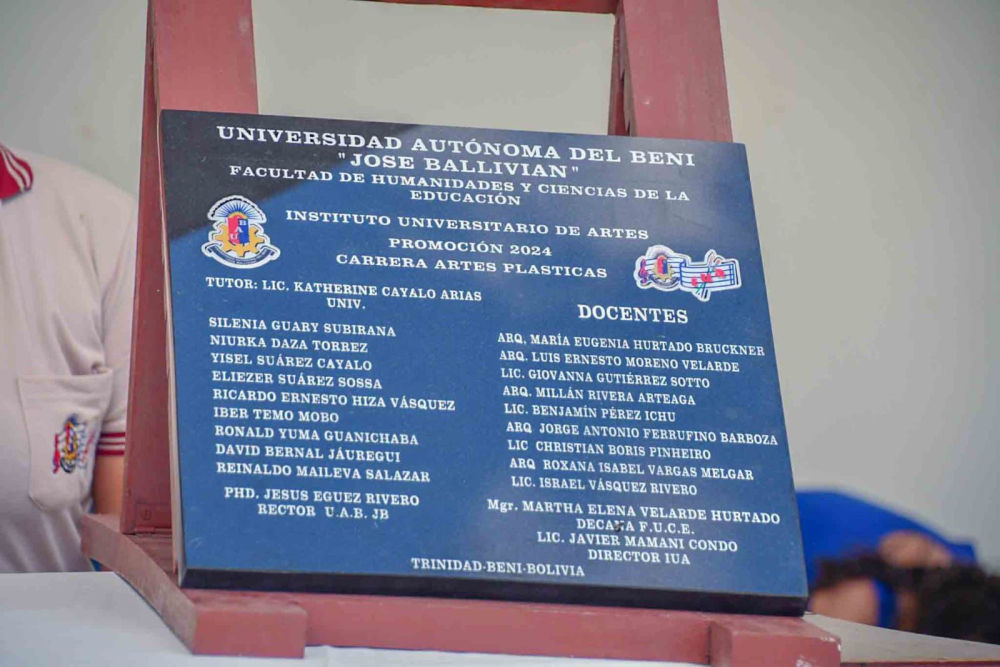 UNIVERSIDAD AUTÓNOMA DEL BENI
"JOSE BALLIVIAN"
FACULTAD DE HUMANIDADES Y CIENCIAS DE LA
EDUCACIÓN
INSTITUTO UNIVERSITARIO DE ARTES
PROMOCIÓN 2024
CARRERA ARTES PLASTICAS
TUTOR: LIC. KATHERINE CAYALO ARIAS
UNIV.
SILENIA GUARY SUBIRANA
NIURKA DAZA TORREZ
YISEL SUÁREZ CAYALO
ELIEZER SUÁREZ SOSSA
RICARDO ERNESTO HIZA VÁSQUEZ
IBER TEMO MOBO
RONALD YUMA GUANICHABA
DAVID BERNAL JÁUREGUI
REINALDO MAILEVA SALAZAR
PHD. JESUS EGUEZ RIVERO
RECTOR U.A.B. JB
DOCENTES
ARQ, MARÍA EUGENIA HURTADO BRUCKNER
ARQ. LUIS ERNESTO MORENO VELARDE
LIC. GIOVANNA GUTIÉRREZ SOTTO
ARQ. MILLÁN RIVERA ARTEAGA
LIC. BENJAMÍN PÉREZ ICHU
ARQ JORGE ANTONIO FERRUFINO BARBOZA
LIC CHRISTIAN BORIS PINHEIRO
ARQ ROXANA ISABEL VARGAS MELGAR
LIC. ISRAEL VÁSQUEZ RIVERO
Mgr. MARTHA ELENA VELARDE HURTADO
DECANA F.U.C.E.
LIC. JAVIER MAMANI CONDO
DIRECTOR IUA
TRINIDAD-BENI-BOLIVIA